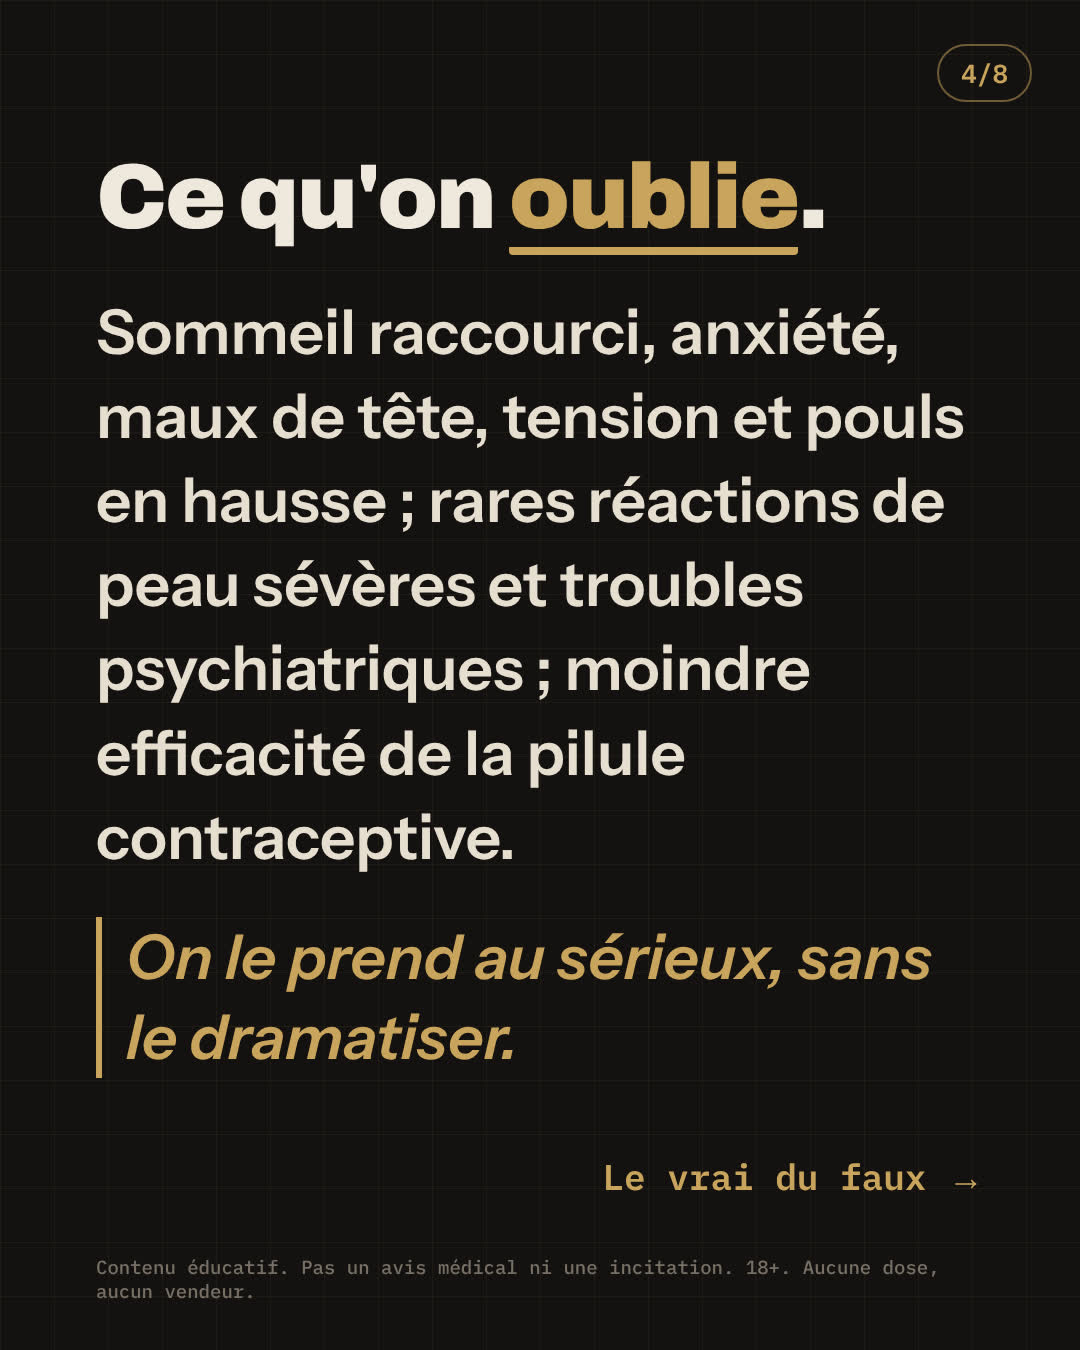 4/8
Ce qu'on oublie.
Sommeil raccourci, anxiété,
maux de tête, tension et pouls
en hausse ; rares réactions de
peau sévères et troubles
psychiatriques ; moindre
efficacité de la pilule
contraceptive.
On le prend au sérieux, sans
le dramatiser.
Le vrai du faux →
Contenu éducatif. Pas un avis médical ni une incitation. 18+. Aucune dose,
aucun vendeur.